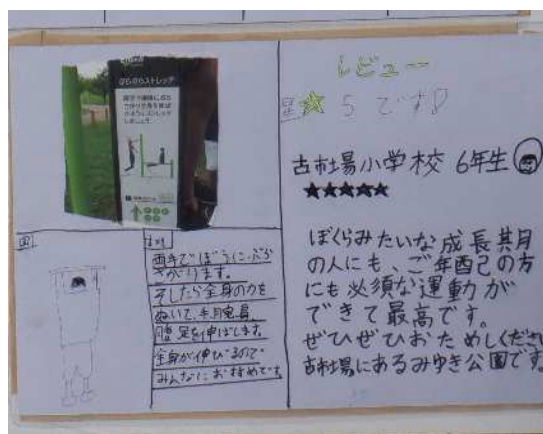 ぶらぶらストレッチ
両手でぼうにぶら
さがります。
そしたら全身の力を
ぬいて、手、腕、肩、
腰、足を伸ばします。
全身が伸びるので
みんなにおすすめです。
レビュー
星☆5です!
古市場小学校 6年生
★★★★★
ぼくらみたいな成長期
の人にも、ご年配の方
にも必須な運動が
できて最高です。
ぜひぜひおためしください
古市場にあるみゆき公園です。